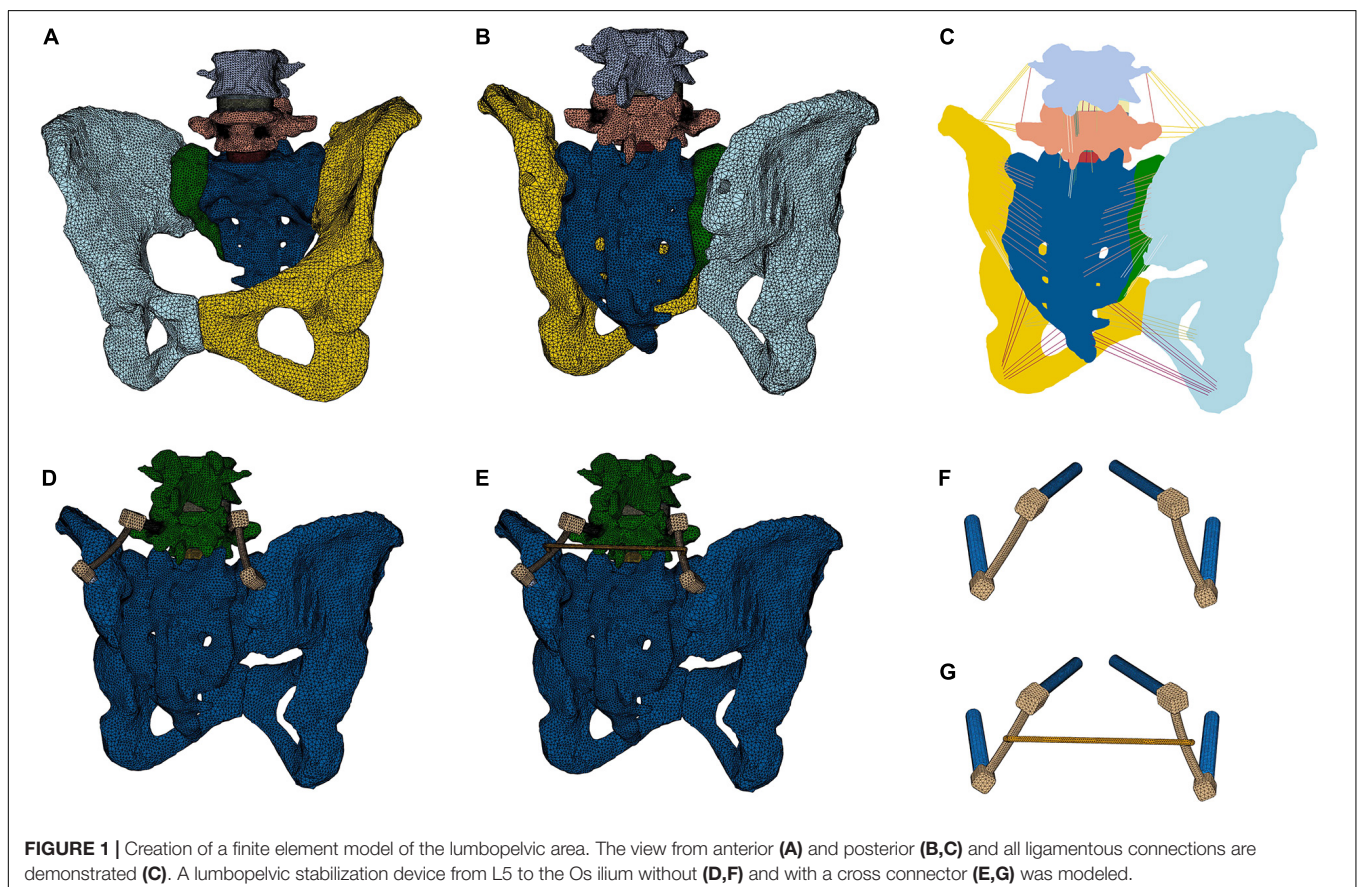 A
B
C
D
E
F
G
FIGURE 1 | Creation of a finite element model of the lumbopelvic area. The view from anterior (A) and posterior (B,C) and all ligamentous connections are
demonstrated (C). A lumbopelvic stabilization device from L5 to the Os ilium without (D,F) and with a cross connector (E,G) was modeled.